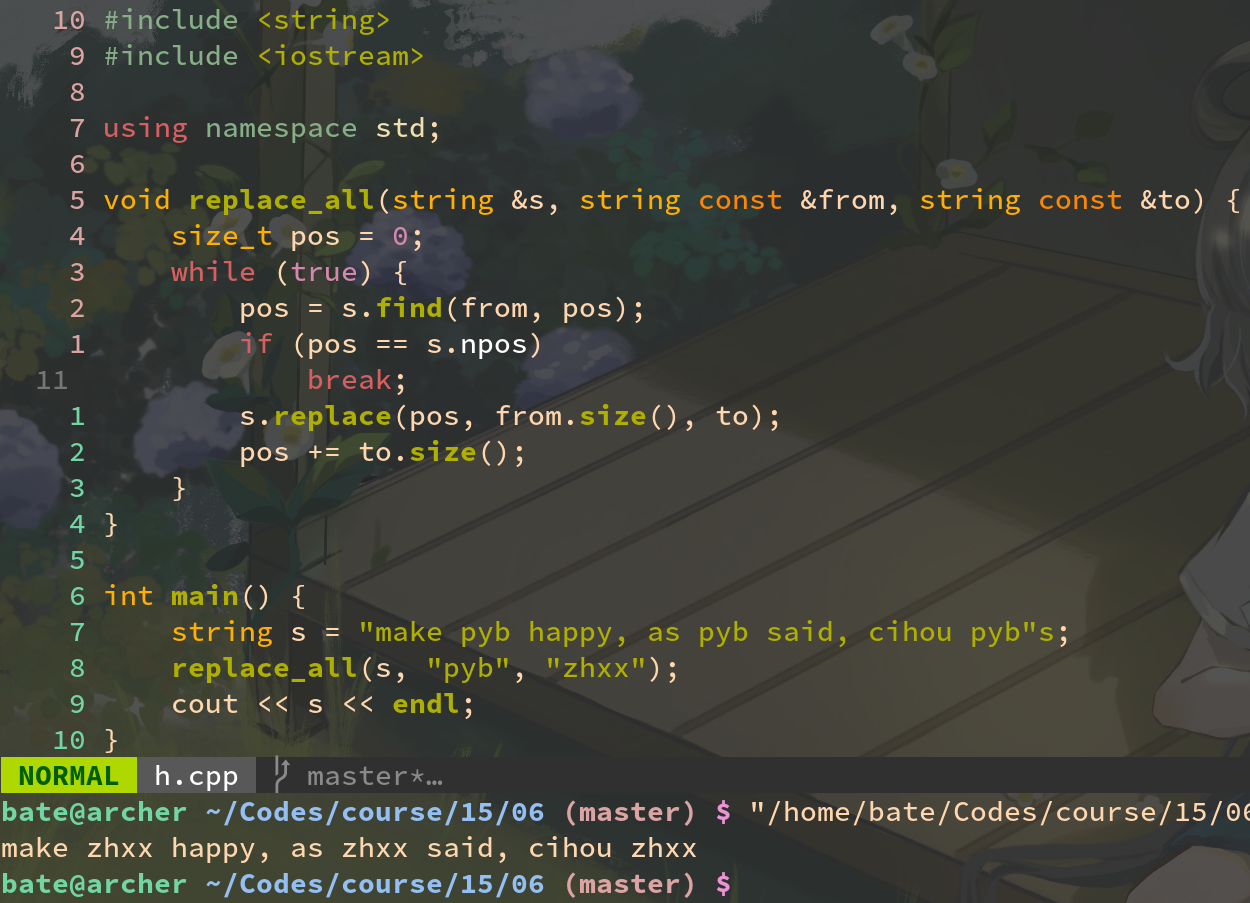 10 #include <string>
9 #include <iostream>
8
7 using namespace std;
6
5 void replace_all(string &s, string const &from, string const &to) {
4     size_t pos = 0;
3     while (true) {
2         pos = s.find(from, pos);
1         if (pos == s.npos)
11             break;
1         s.replace(pos, from.size(), to);
2         pos += to.size();
3     }
4 }
5
6 int main() {
7     string s = "make pyb happy, as pyb said, cihou pyb"s;
8     replace_all(s, "pyb", "zhxx");
9     cout << s << endl;
10 }
NORMAL h.cpp master*…
bate@archer ~/Codes/course/15/06 (master) $ "/home/bate/Codes/course/15/06
make zhxx happy, as zhxx said, cihou zhxx
bate@archer ~/Codes/course/15/06 (master) $